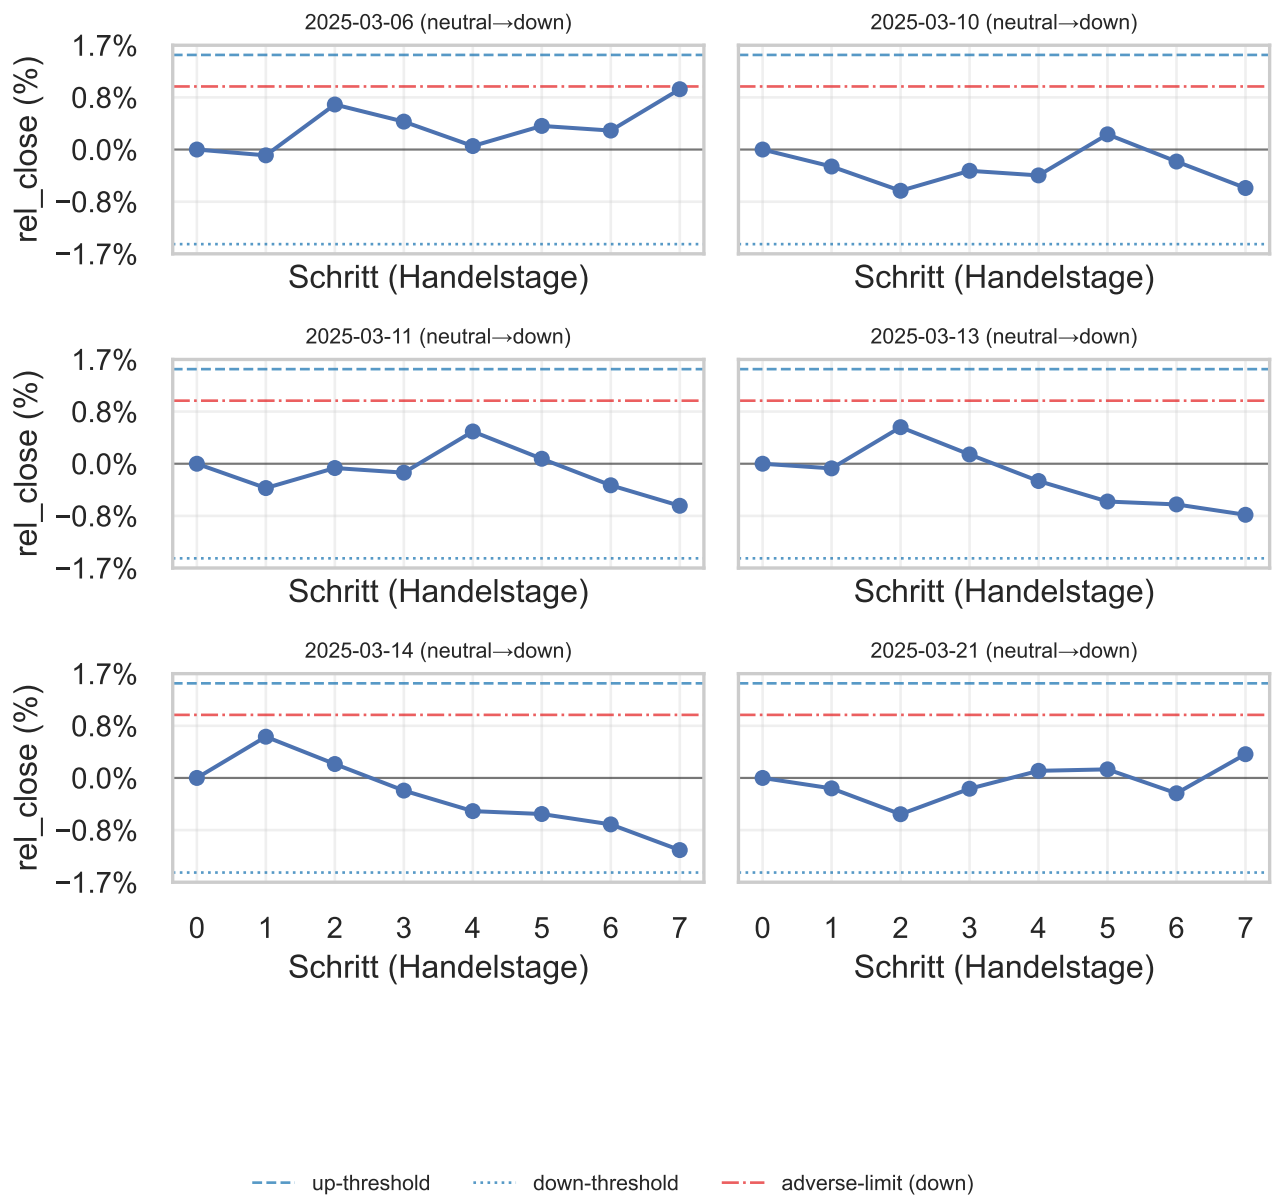 2025-03-06 (neutral→down)
2025-03-10 (neutral→down)
rel_close (%)
1.7%
0.8%
0.0%
−0.8%
−1.7%
Schritt (Handelstage)
Schritt (Handelstage)
2025-03-11 (neutral→down)
2025-03-13 (neutral→down)
rel_close (%)
1.7%
0.8%
0.0%
−0.8%
−1.7%
Schritt (Handelstage)
Schritt (Handelstage)
2025-03-14 (neutral→down)
2025-03-21 (neutral→down)
rel_close (%)
1.7%
0.8%
0.0%
−0.8%
−1.7%
0 1 2 3 4 5 6 7
0 1 2 3 4 5 6 7
Schritt (Handelstage)
Schritt (Handelstage)
up-threshold
down-threshold
adverse-limit (down)